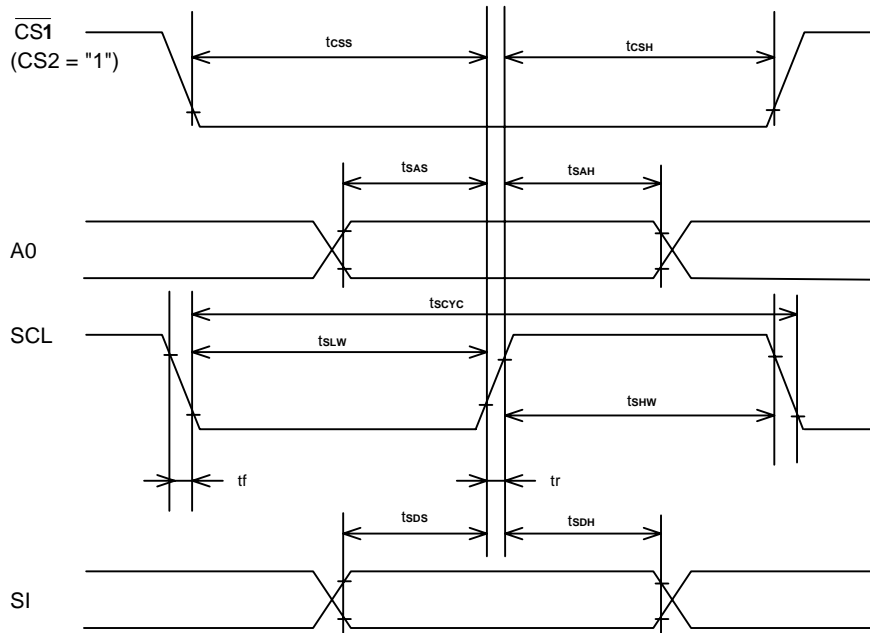 CS1
(CS2 = "1")
tCSS
tCSH
tSAS
tSAH
A0
tSCYC
SCL
tSLW
tSHW
tf
tr
tSDS
tSDH
SI